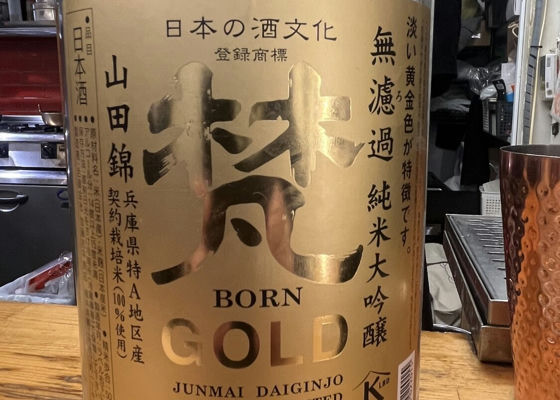 日本の酒文化
登録商標
淡い黄金色が特徴です。
無濾過 純米大吟醸
ろ
梵
山田錦
兵庫県特A地区産
契約栽培米(100%使用)
●品目
日本酒
BORN
GOLD
JUNMAI DAIGINJO
K
LAB